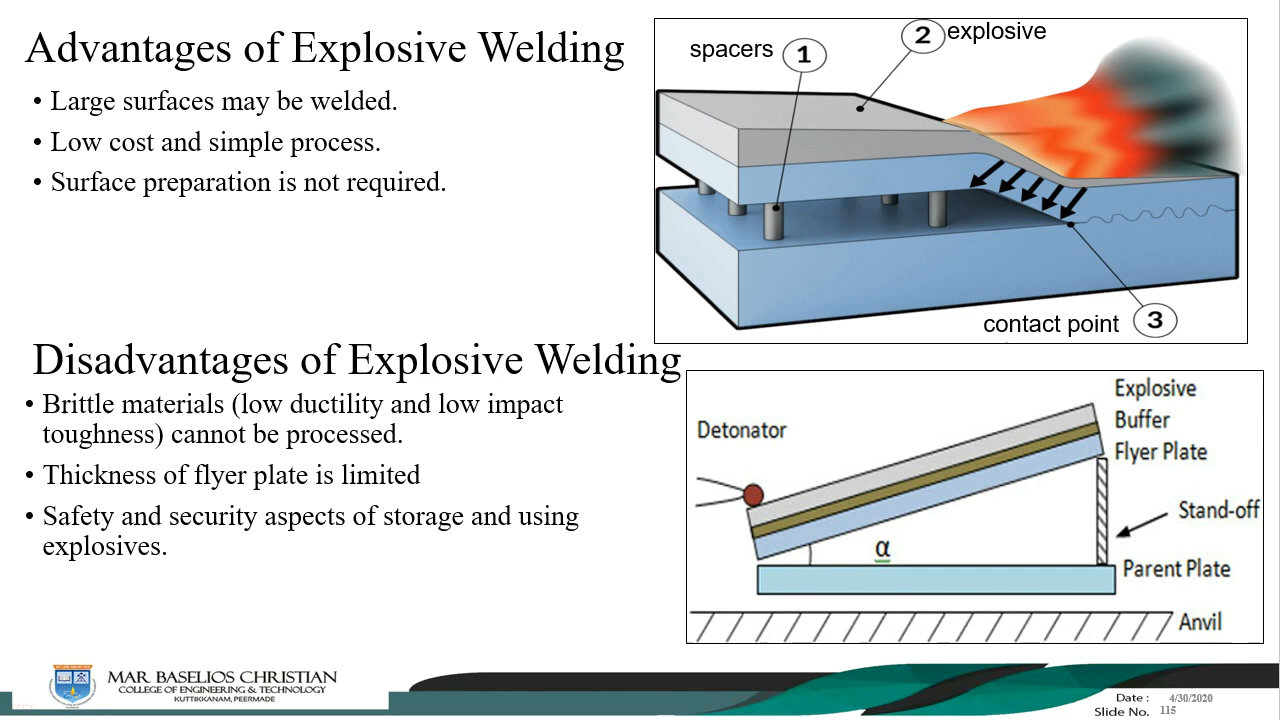 Advantages of Explosive Welding
• Large surfaces may be welded.
• Low cost and simple process.
• Surface preparation is not required.
spacers 1
2 explosive
contact point 3
Disadvantages of Explosive Welding
• Brittle materials (low ductility and low impact
toughness) cannot be processed.
• Thickness of flyer plate is limited
• Safety and security aspects of storage and using
explosives.
Detonator
Explosive
Buffer
Flyer Plate
Stand-off
α
Parent Plate
Anvil
MAR BASELIOS CHRISTIAN
COLLEGE OF ENGINEERING & TECHNOLOGY
KUTTIKKANAM, PEERMADE
Date : 4/30/2020
Slide No. 115